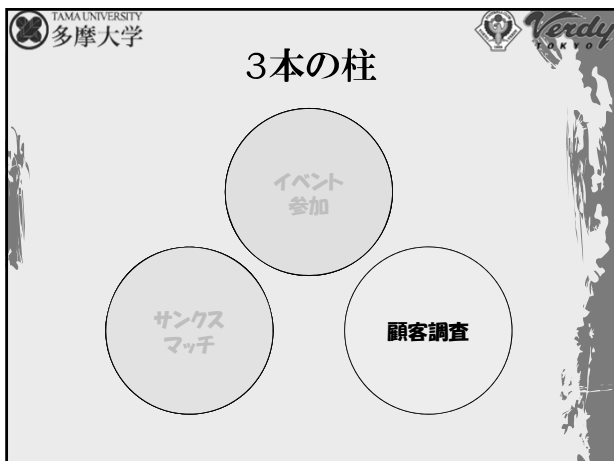 TAMA UNIVERSITY
多摩大学
Verdy
TOKYO
3本の柱
イベント
参加
サンクス
マッチ
顧客調査